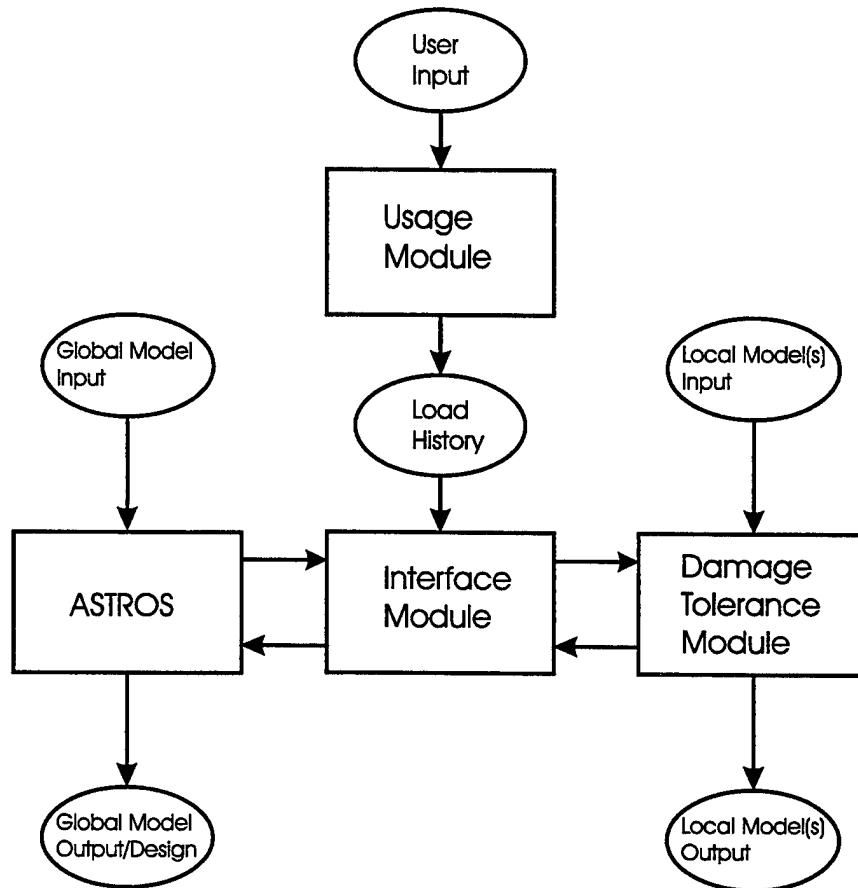 User
Input
Usage
Module
Global Model
Input
Load
History
Local Model(s)
Input
ASTROS
Interface
Module
Damage
Tolerance
Module
Global Model
Output/Design
Local Model(s)
Output